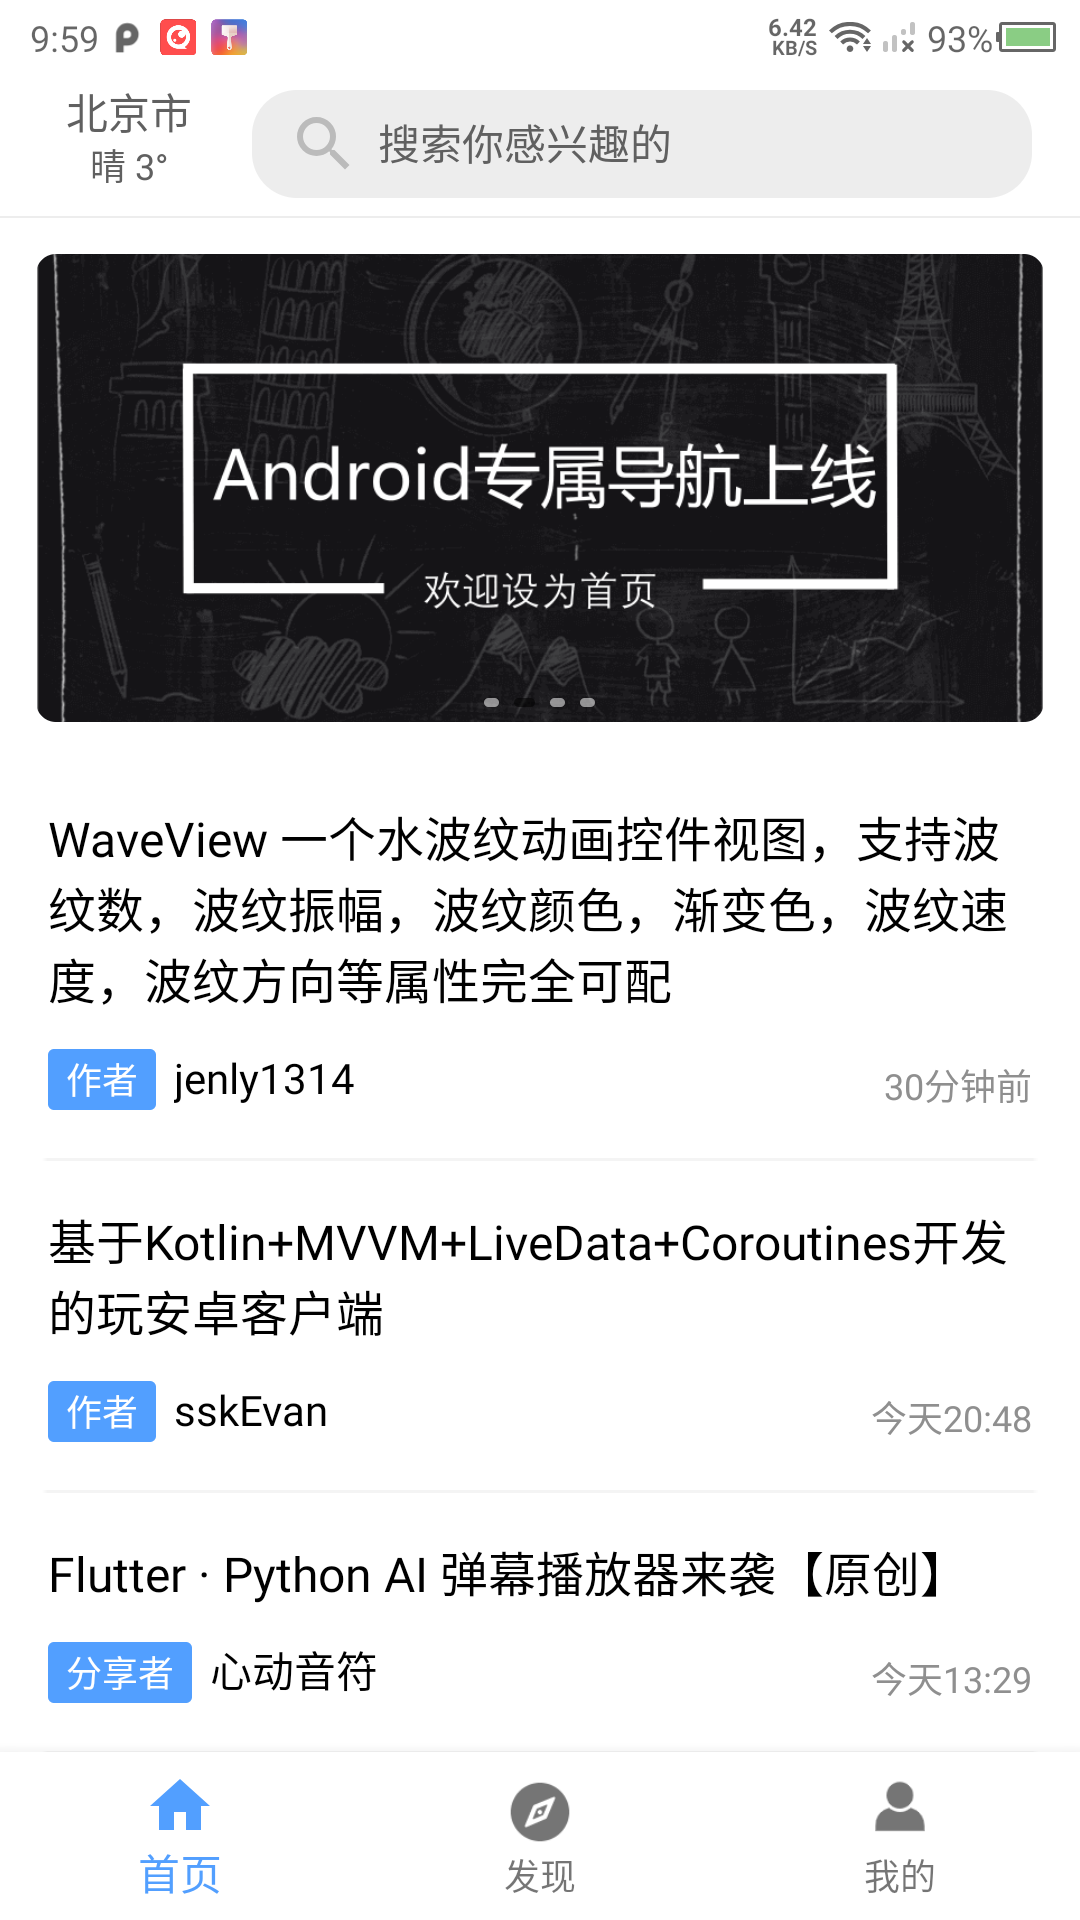 9:59
6.42 KB/S
93%
北京市
晴 3°
搜索你感兴趣的
Android专属导航上线
欢迎设为首页
WaveView 一个水波纹动画控件视图，支持波
纹数，波纹振幅，波纹颜色，渐变色，波纹速
度，波纹方向等属性完全可配
作者 jenly1314
30分钟前
基于Kotlin+MVVM+LiveData+Coroutines开发
的玩安卓客户端
作者 sskEvan
今天20:48
Flutter · Python AI 弹幕播放器来袭【原创】
分享者 心动音符
今天13:29
首页
发现
我的